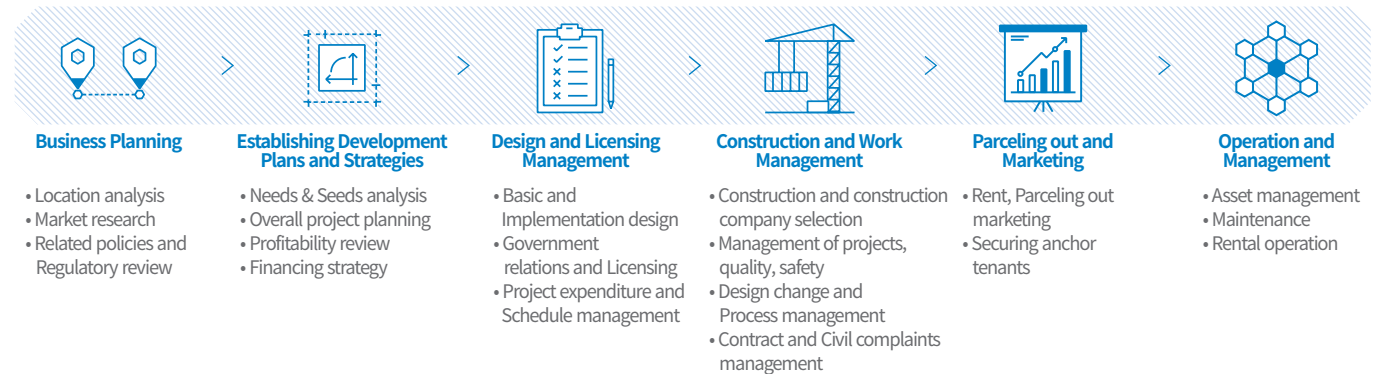 Business Planning
• Location analysis
• Market research
• Related policies and
Regulatory review
Establishing Development
Plans and Strategies
• Needs & Seeds analysis
• Overall project planning
• Profitability review
• Financing strategy
Design and Licensing
Management
• Basic and
Implementation design
• Government
relations and Licensing
• Project expenditure and
Schedule management
Construction and Work
Management
• Construction and construction
company selection
• Management of projects,
quality, safety
• Design change and
Process management
• Contract and Civil complaints
management
Parceling out and
Marketing
• Rent, Parceling out
marketing
• Securing anchor
tenants
Operation and
Management
• Asset management
• Maintenance
• Rental operation